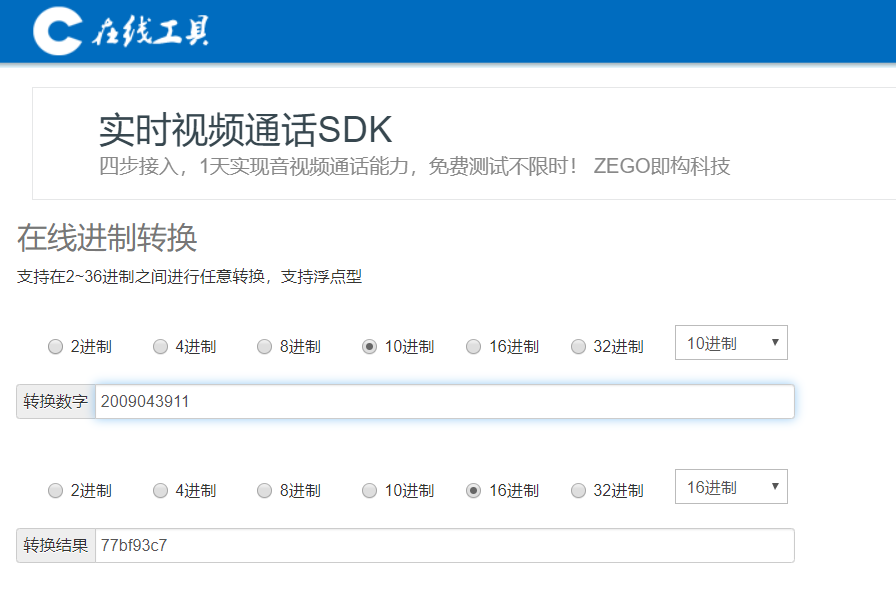 在线工具
实时视频通话SDK
四步接入，1天实现音视频通话能力，免费测试不限时！ ZEGO即构科技
在线进制转换
支持在2~36进制之间进行任意转换，支持浮点型
2进制 4进制 8进制 10进制 16进制 32进制 10进制
转换数字 2009043911
2进制 4进制 8进制 10进制 16进制 32进制 16进制
转换结果 77bf93c7